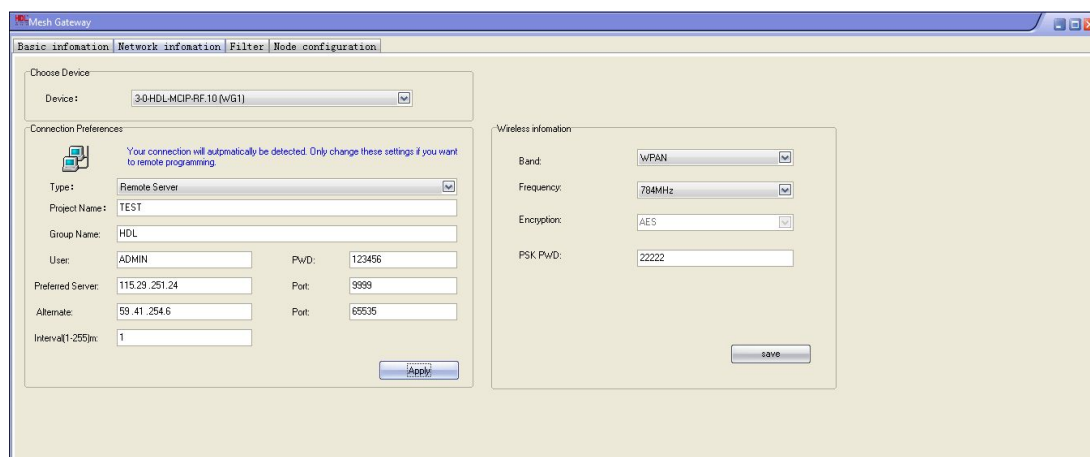 HDL Mesh Gateway
Basic infomation Network infomation Filter Node configuration
Choose Device
Device: 3-0-HDL-MCIP-RF.10 (WG1)
Connection Preferences
Your connection will autpmatically be detected. Only change these settings if you want
to remote programming.
Type: Remote Server
Project Name: TEST
Group Name: HDL
User: ADMIN PWD: 123456
Preferred Server: 115.29 .251.24 Port: 9999
Alternate: 59 .41 .254.6 Port: 65535
Interval(1-255)m: 1
Apply
Wireless infomation
Band: WPAN
Frequency: 784MHz
Encryption: AES
PSK PWD: 22222
save